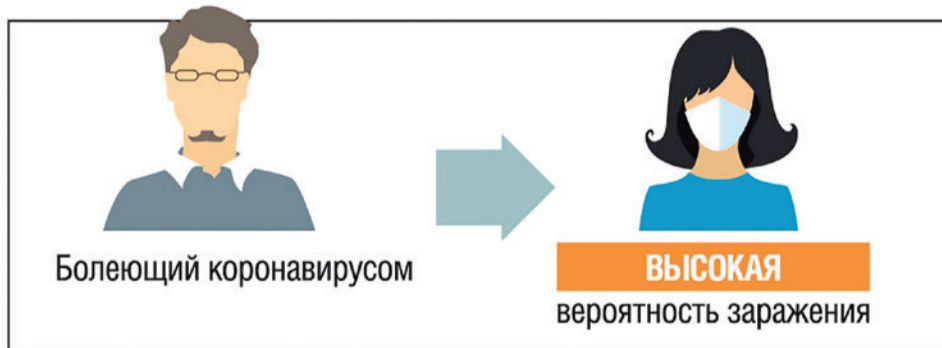 Болеющий коронавирусом
ВЫСОКАЯ
вероятность заражения